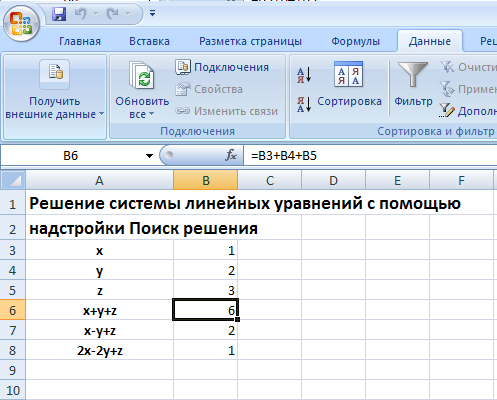 Главная Вставка Разметка страницы Формулы Данные Рец
Получить внешние данные
Обновить все
Подключения
Свойства
Изменить связи
Подключения
А Я
Я А
Сортировка
Фильтр
Очисти
Примен
Дополн
Сортировка и фильтр
B6 fx =B3+B4+B5
A B C D E F
1 Решение системы линейных уравнений с помощью
2 надстройки Поиск решения
3 x 1
4 y 2
5 z 3
6 x+y+z 6
7 x-y+z 2
8 2x-2y+z 1
9
10